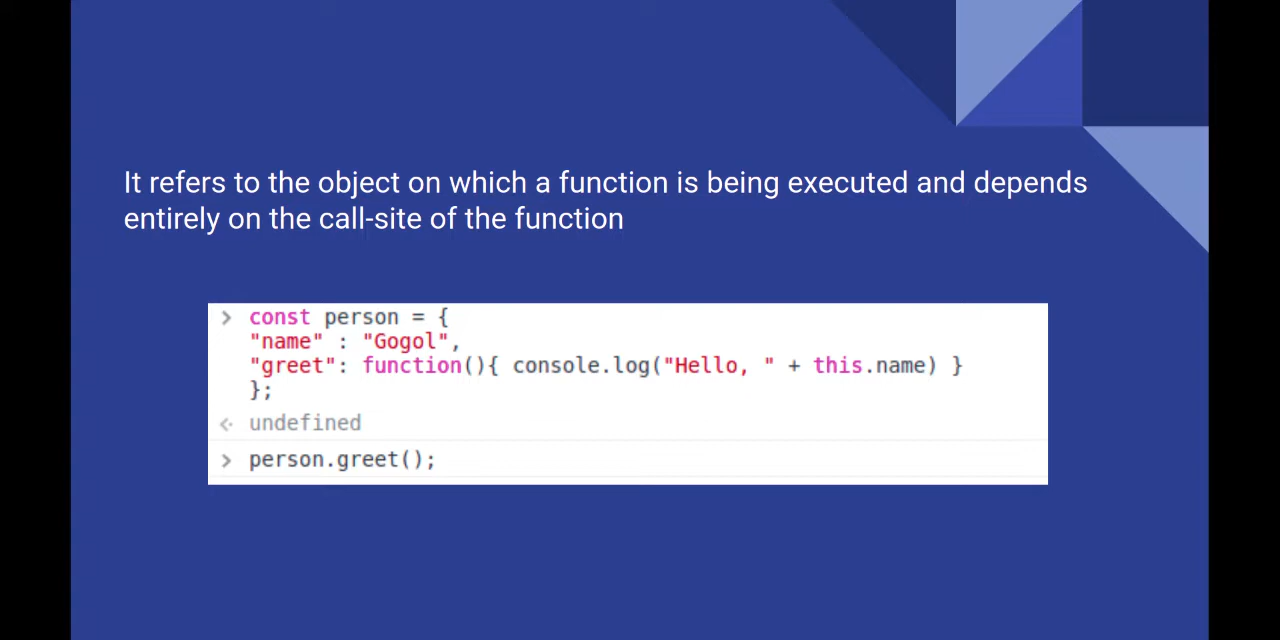 It refers to the object on which a function is being executed and depends
entirely on the call-site of the function
> const person = {
"name" : "Gogol",
"greet": function(){ console.log("Hello, " + this.name) }
};
<· undefined
> person.greet();